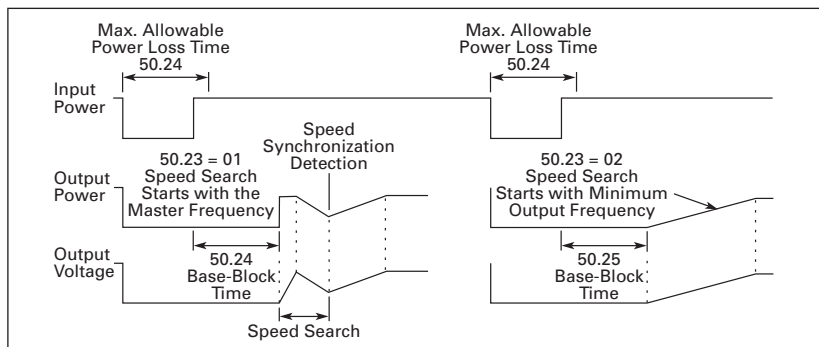 Max. Allowable
Power Loss Time
50.24
Max. Allowable
Power Loss Time
50.24
Input
Power
Speed
Synchronization
Detection
50.23 = 01
Speed Search
Starts with the
Master Frequency
50.23 = 02
Speed Search
Starts with Minimum
Output Frequency
Output
Power
Output
Voltage
50.24
Base-Block
Time
50.25
Base-Block
Time
Speed Search